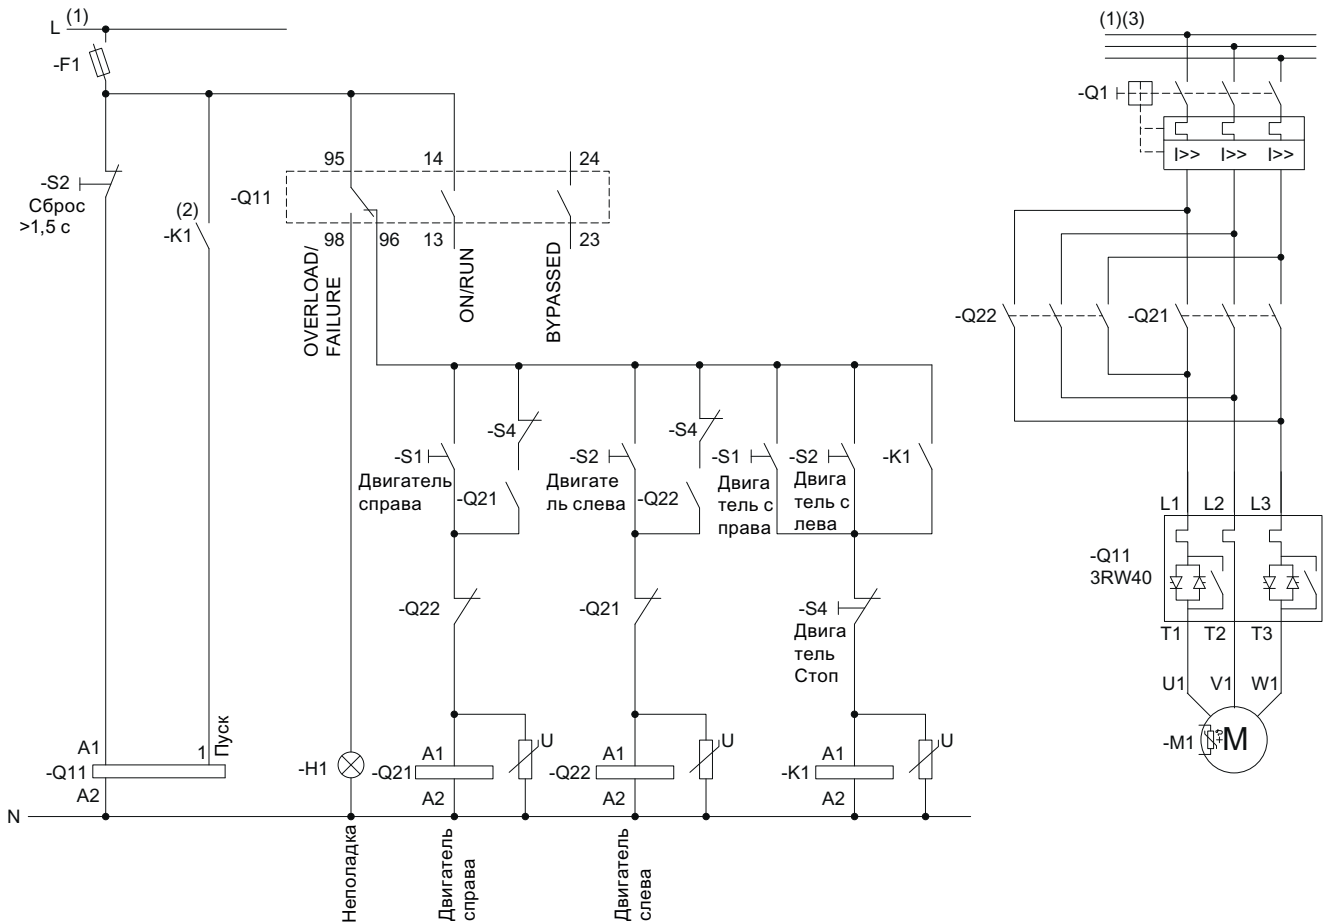 L (1)
-F1
-S2
Сброс
>1,5 с
(2)
-K1
-Q11
95
14
24
98
96
13
23
OVERLOAD/
FAILURE
ON/RUN
BYPASSED
-S1
Двигатель
справа
-S4
-Q21
-S2
Двигате
ль слева
-S4
-Q22
-S1
Двига
тель с
права
-S2
Двига
тель с
лева
-K1
-Q22
-Q21
-S4
Двига
тель
Стоп
A1
1
Пуск
-Q11
A2
-H1
A1
-Q21
A2
U
A1
-Q22
A2
U
A1
-K1
A2
U
N
Неполадка
Двигатель
справа
Двигатель
слева
(1)(3)
-Q1
I>> I>> I>>
-Q22
-Q21
L1 L2 L3
-Q11
3RW40
T1 T2 T3
U1 V1 W1
-M1
+ϑ
M